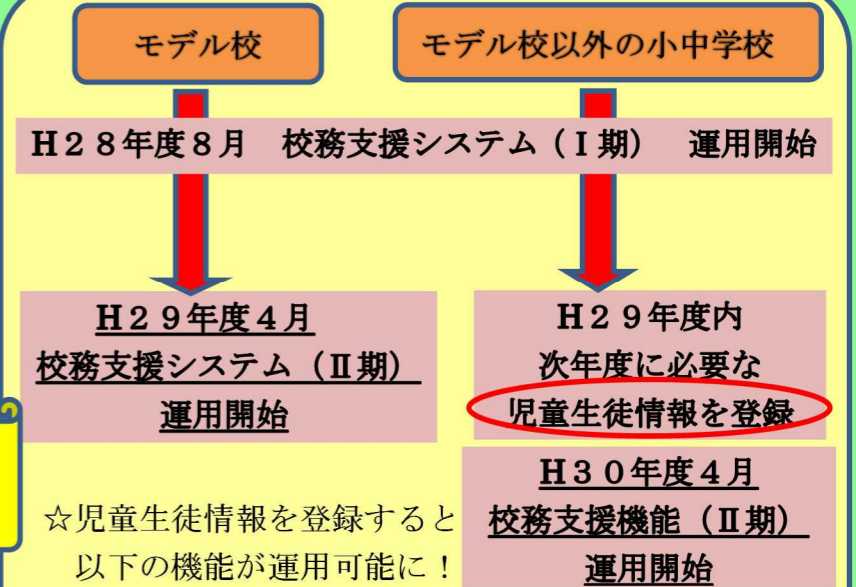 モデル校
モデル校以外の小中学校
H28年度8月　校務支援システム（Ⅰ期）　運用開始
H29年度4月
校務支援システム（Ⅱ期）
運用開始
H29年度内
次年度に必要な
児童生徒情報を登録
H30年度4月
校務支援機能（Ⅱ期）
運用開始
☆児童生徒情報を登録すると
以下の機能が運用可能に！